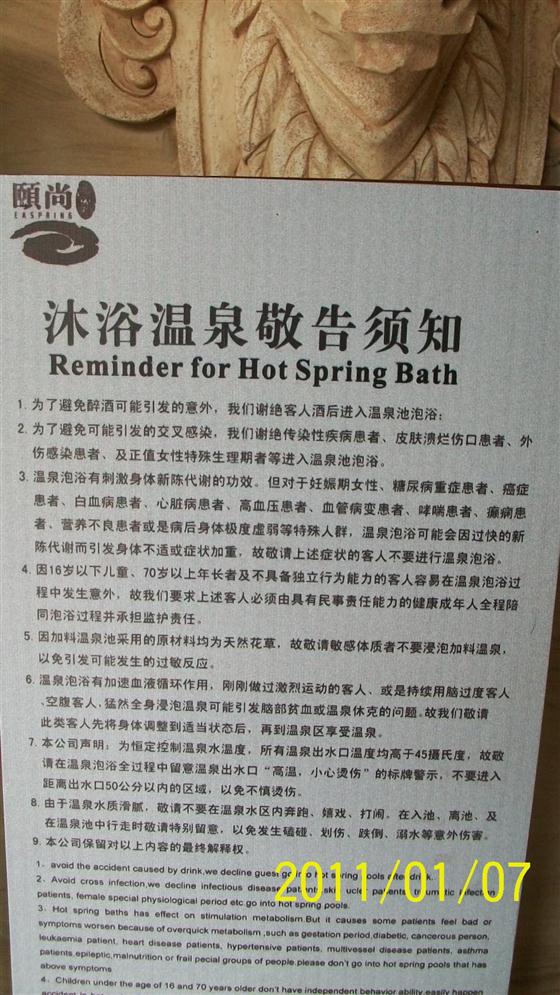 頤尚
EASPRING
沐浴温泉敬告须知
Reminder for Hot Spring Bath
1. 为了避免醉酒可能引发的意外，我们谢绝客人酒后进入温泉池泡浴；
2. 为了避免可能引发的交叉感染，我们谢绝传染性疾病患者、皮肤溃烂伤口患者、外
伤感染患者、及正值女性特殊生理期者等进入温泉池泡浴。
3. 温泉泡浴有刺激身体新陈代谢的功效。但对于妊娠期女性、糖尿病重症患者、癌症
患者、白血病患者、心脏病患者、高血压患者、血管病变患者、哮喘患者、癫痫患
者、营养不良患者或是病后身体极度虚弱等特殊人群，温泉泡浴可能会因过快的新
陈代谢而引发身体不适或症状加重，故敬请上述症状的客人不要进行温泉泡浴。
4. 因16岁以下儿童、70岁以上年长者及不具备独立行为能力的客人容易在温泉泡浴过
程中发生意外，故我们要求上述客人必须由具有民事责任能力的健康成年人全程陪
同泡浴过程并承担监护责任。
5. 因加料温泉池采用的原材料均为天然花草，故敬请敏感体质者不要浸泡加料温泉，
以免引发可能发生的过敏反应。
6. 温泉泡浴有加速血液循环作用，刚刚做过激烈运动的客人、或是持续用脑过度客人
、空腹客人，猛然全身浸泡温泉可能引发脑部贫血或温泉休克的问题。故我们敬请
此类客人先将身体调整到适当状态后，再到温泉区享受温泉。
7. 本公司声明：为恒定控制温泉水温度，所有温泉出水口温度均高于45摄氏度，故敬
请在温泉泡浴全过程中留意温泉出水口“高温，小心烫伤”的标牌警示，不要进入
距离出水口50公分以内的区域，以免不慎烫伤。
8. 由于温泉水质滑腻，敬请不要在温泉水区内奔跑、嬉戏、打闹。在入池、离池、及
在温泉池中行走时敬请特别留意，以免发生磕碰、划伤、跌倒、溺水等意外伤害。
9. 本公司保留对以上内容的最终解释权。
1. avoid the accident caused by drink,we decline guest go into hot spring pools after drink.
2. Avoid cross infection,we decline infectious disease patients,skin ulcer patients, traumatic infection
patients, female special physiological period etc go into hot spring pools.
3. Hot spring baths has effect on stimulation metabolism.But it causes some patients feel bad or
symptoms worsen because of overquick metabolism ,such as gestation period,diabetic, cancerous person,
leukaemia patient, heart disease patients, hypertensive patients, multivessel disease patients, asthma
patients,epileptic,malnutrition or frail pecial groups of people.please don't go into hot spring pools that has
above symptoms
4. Children under the age of 16 and 70 years older don't have independent behavior ability,easily happen
2011/01/07